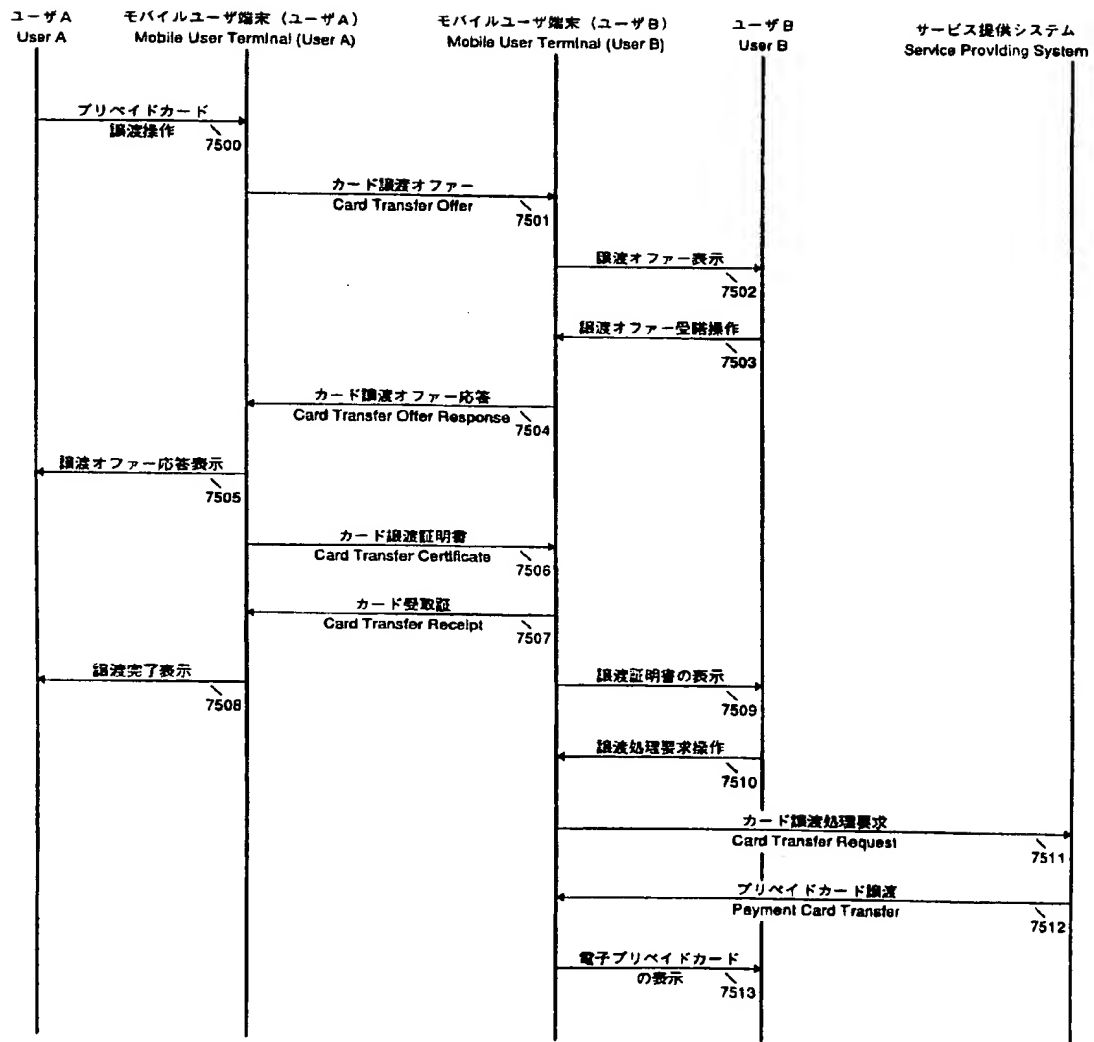 ユーザA
User A
モバイルユーザ端末（ユーザA）
Mobile User Terminal (User A)
モバイルユーザ端末（ユーザB）
Mobile User Terminal (User B)
ユーザB
User B
サービス提供システム
Service Providing System
プリペイドカード
譲渡操作
7500
カード譲渡オファー
Card Transfer Offer
7501
譲渡オファー表示
7502
譲渡オファー受諾操作
7503
カード譲渡オファー応答
Card Transfer Offer Response
7504
譲渡オファー応答表示
7505
カード譲渡証明書
Card Transfer Certificate
7506
カード受取証
Card Transfer Receipt
7507
譲渡完了表示
7508
譲渡証明書の表示
7509
譲渡処理要求操作
7510
カード譲渡処理要求
Card Transfer Request
7511
プリペイドカード譲渡
Payment Card Transfer
7512
電子プリペイドカード
の表示
7513